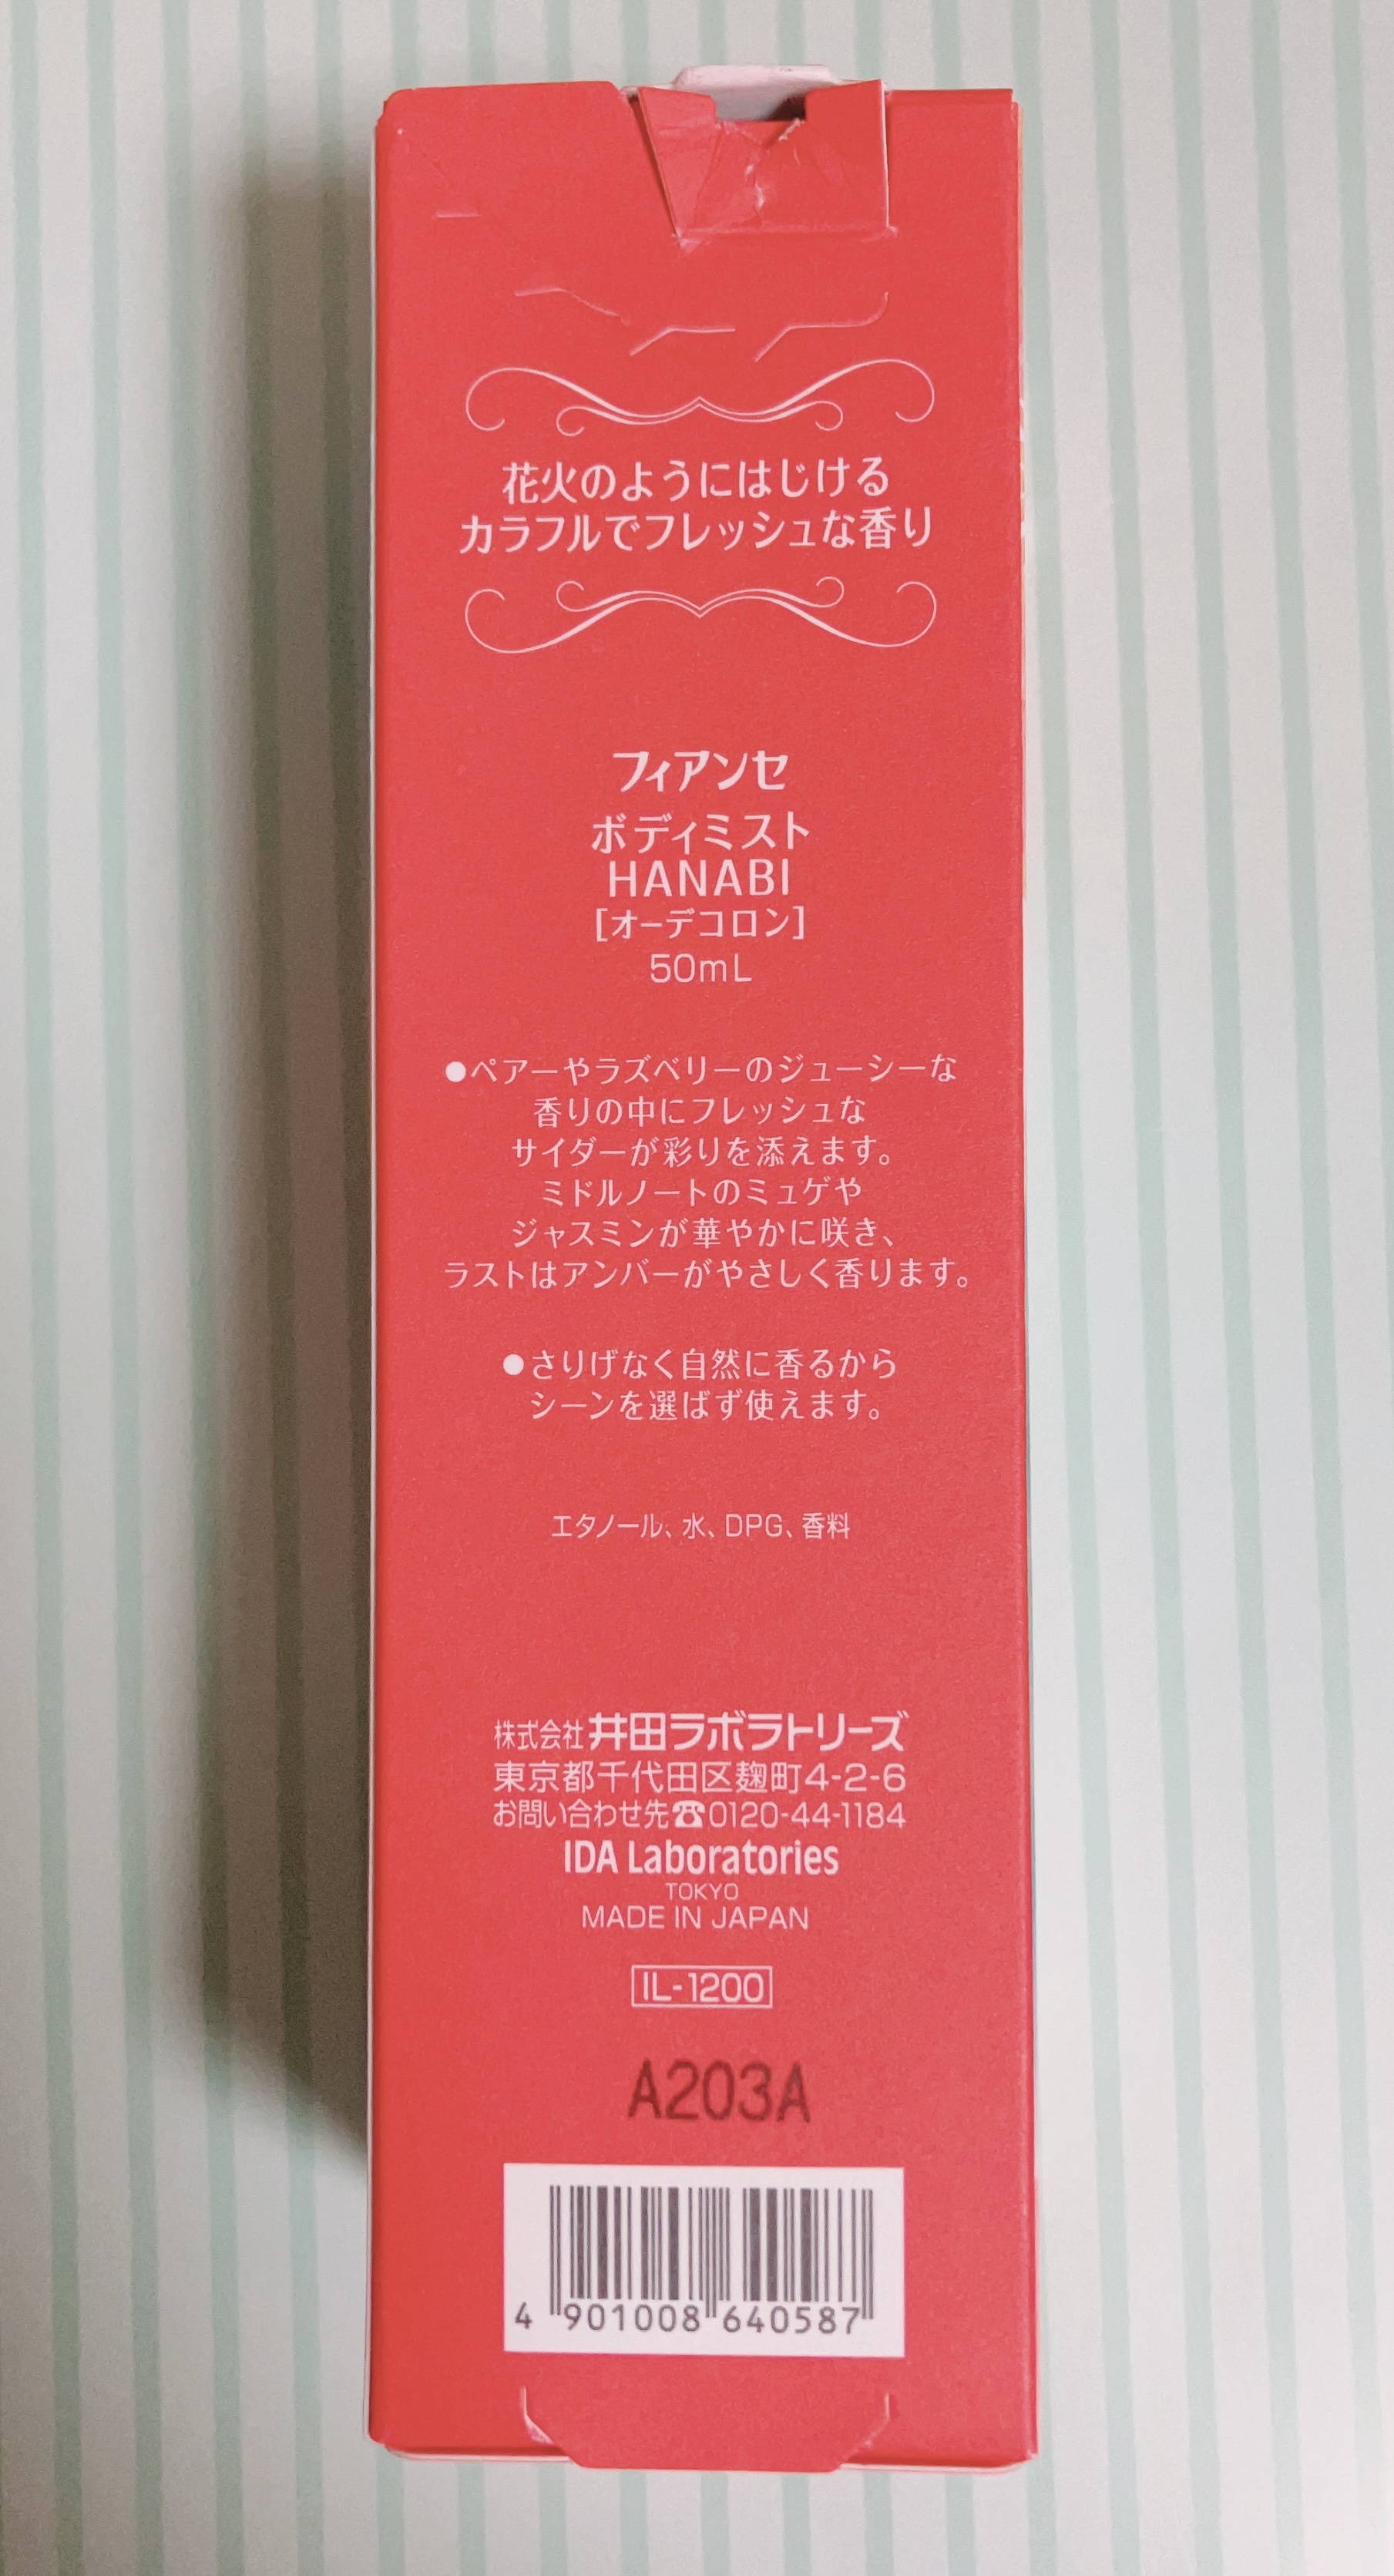 花火のようにはじける
カラフルでフレッシュな香り
フィアンセ
ボディミスト
HANABI
[オーデコロン]
50mL
●ペアーやラズベリーのジューシーな
香りの中にフレッシュな
サイダーが彩りを添えます。
ミドルノートのミュゲや
ジャスミンが華やかに咲き、
ラストはアンバーがやさしく香ります。
●さりげなく自然に香るから
シーンを選ばず使えます。
エタノール、水、DPG、香料
株式会社井田ラボラトリーズ
東京都千代田区麹町4-2-6
お問い合わせ先☎0120-44-1184
IDA Laboratories
TOKYO
MADE IN JAPAN
IL-1200
A203A
4 901008 640587